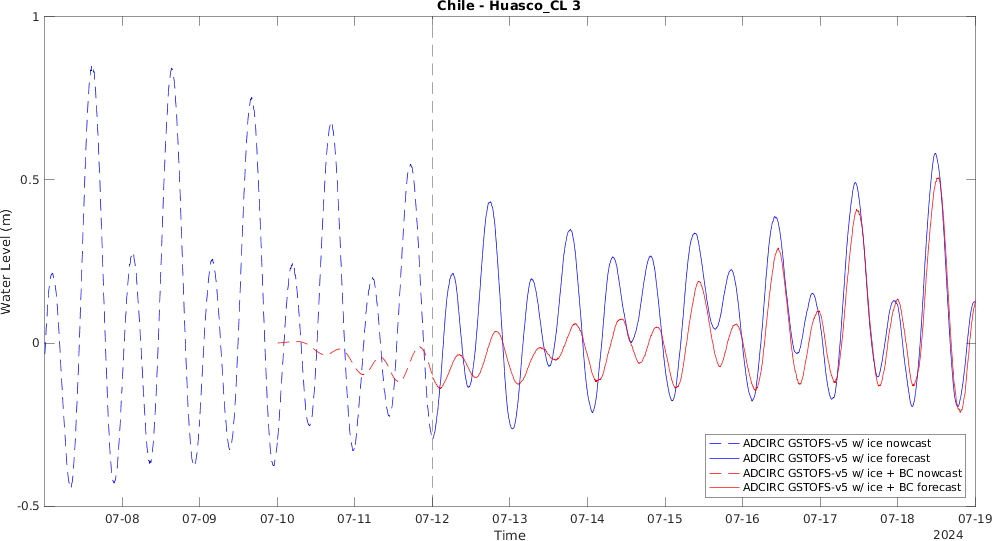 Chile - Huasco_CL 3
Water Level (m)
1
0.5
0
-0.5
07-08 07-09 07-10 07-11 07-12 07-13 07-14 07-15 07-16 07-17 07-18 07-19
Time
2024
ADCIRC GSTOFS-v5 w/ ice nowcast
ADCIRC GSTOFS-v5 w/ ice forecast
ADCIRC GSTOFS-v5 w/ ice + BC nowcast
ADCIRC GSTOFS-v5 w/ ice + BC forecast